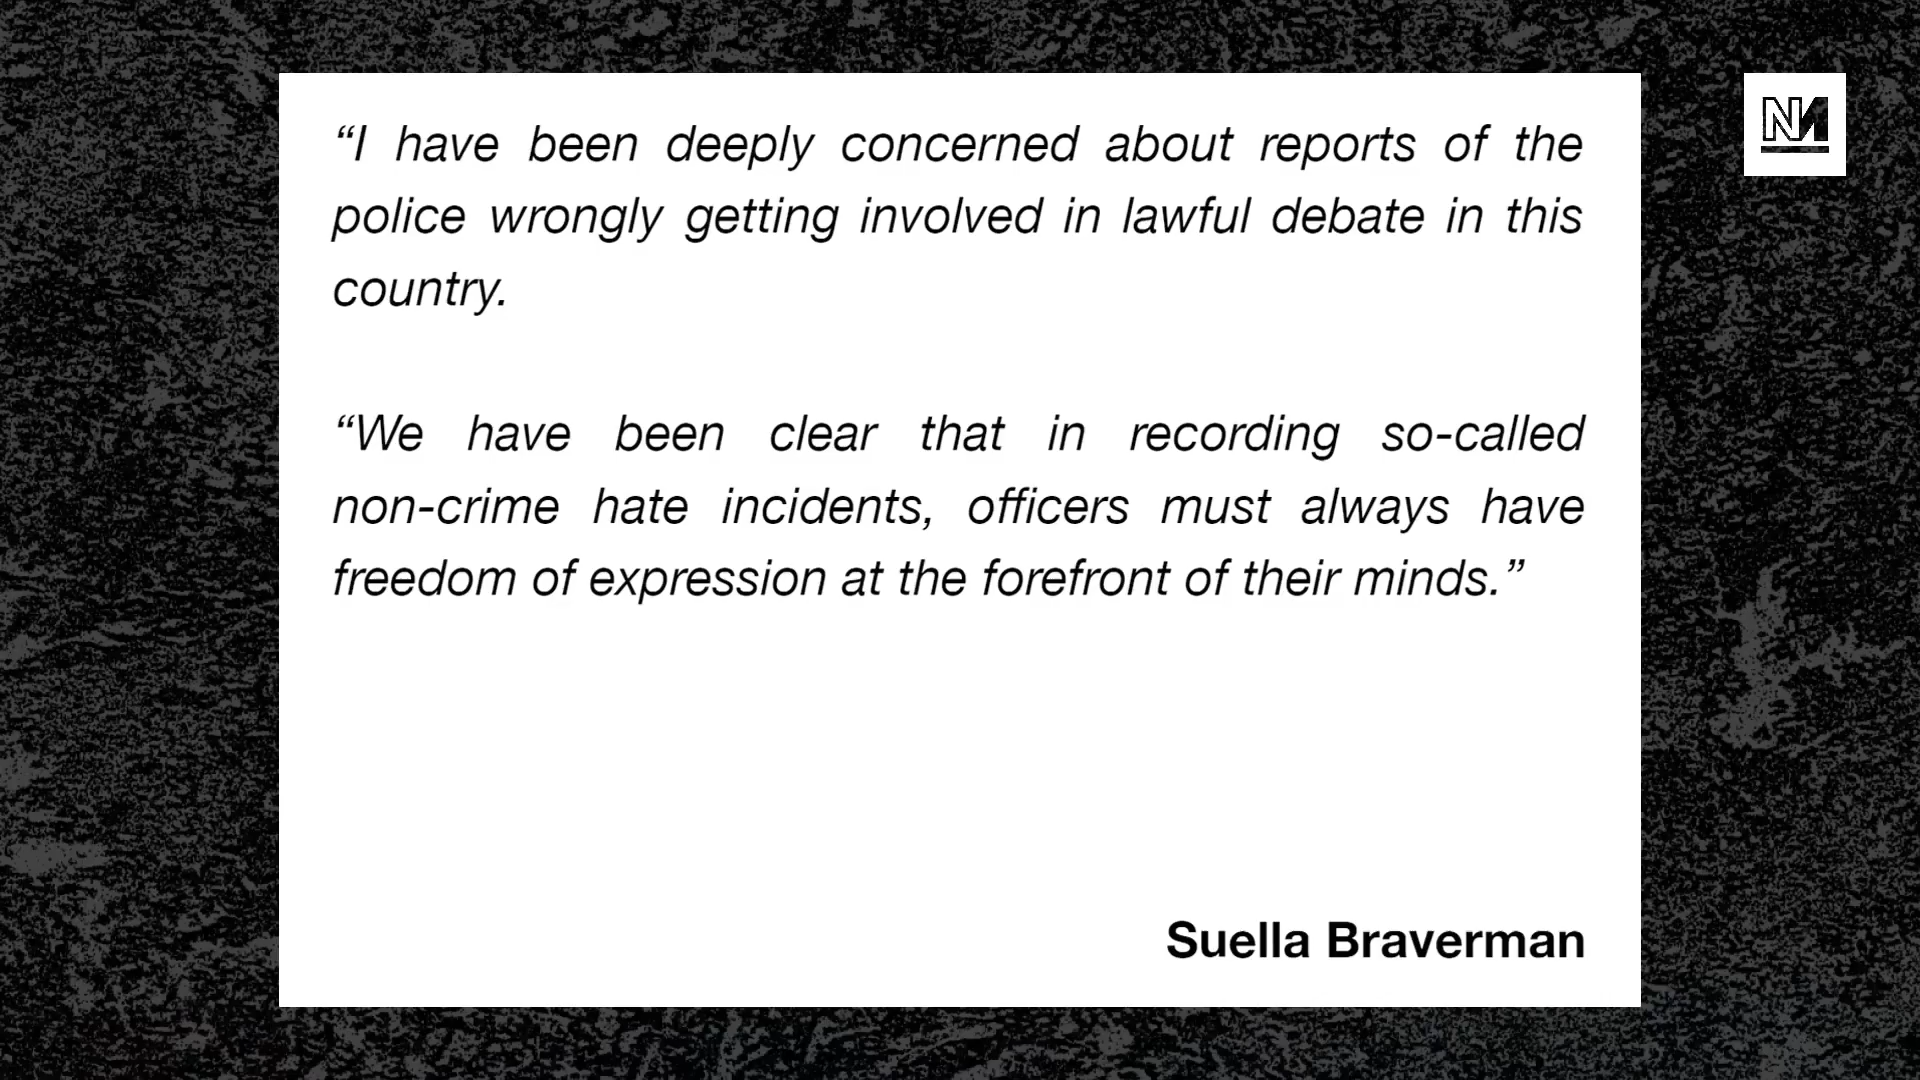 “I have been deeply concerned about reports of the
police wrongly getting involved in lawful debate in this
country.
“We have been clear that in recording so-called
non-crime hate incidents, officers must always have
freedom of expression at the forefront of their minds.”
Suella Braverman
NM